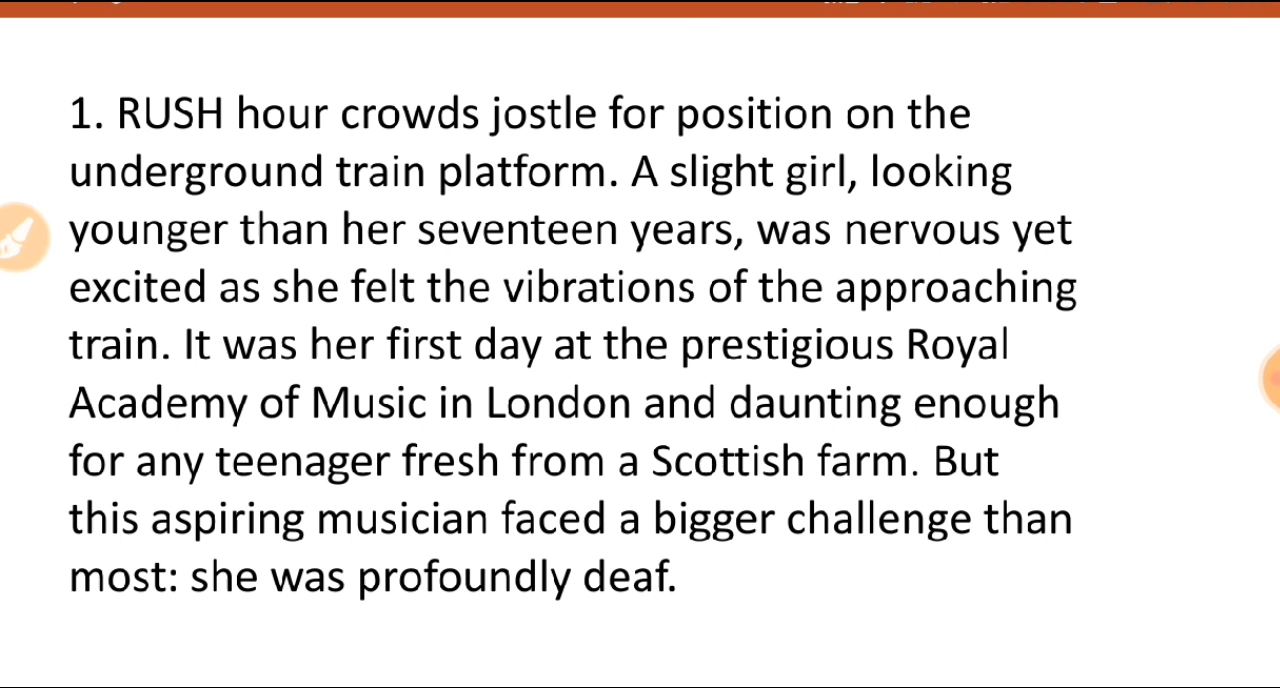 1. RUSH hour crowds jostle for position on the
underground train platform. A slight girl, looking
younger than her seventeen years, was nervous yet
excited as she felt the vibrations of the approaching
train. It was her first day at the prestigious Royal
Academy of Music in London and daunting enough
for any teenager fresh from a Scottish farm. But
this aspiring musician faced a bigger challenge than
most: she was profoundly deaf.